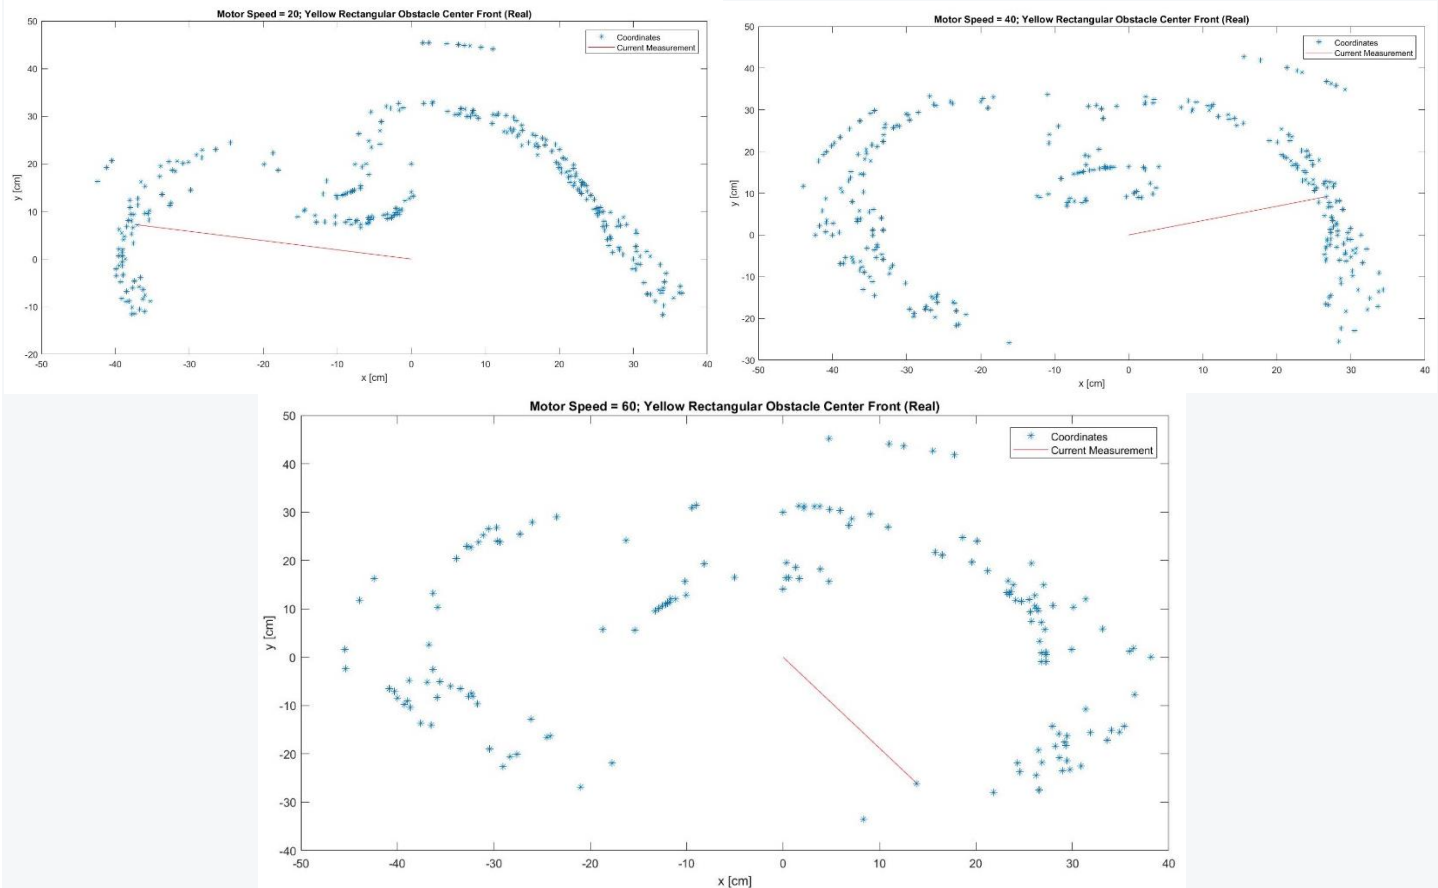 Motor Speed = 20; Yellow Rectangular Obstacle Center Front (Real)
Coordinates
Current Measurement
50
40
30
20
10
0
-10
-20
y [cm]
-50 -40 -30 -20 -10 0 10 20 30 40
x [cm]
Motor Speed = 40; Yellow Rectangular Obstacle Center Front (Real)
Coordinates
Current Measurement
50
40
30
20
10
0
-10
-20
-30
y [cm]
-50 -40 -30 -20 -10 0 10 20 30 40
x [cm]
Motor Speed = 60; Yellow Rectangular Obstacle Center Front (Real)
Coordinates
Current Measurement
50
40
30
20
10
0
-10
-20
-30
-40
y [cm]
-50 -40 -30 -20 -10 0 10 20 30 40
x [cm]